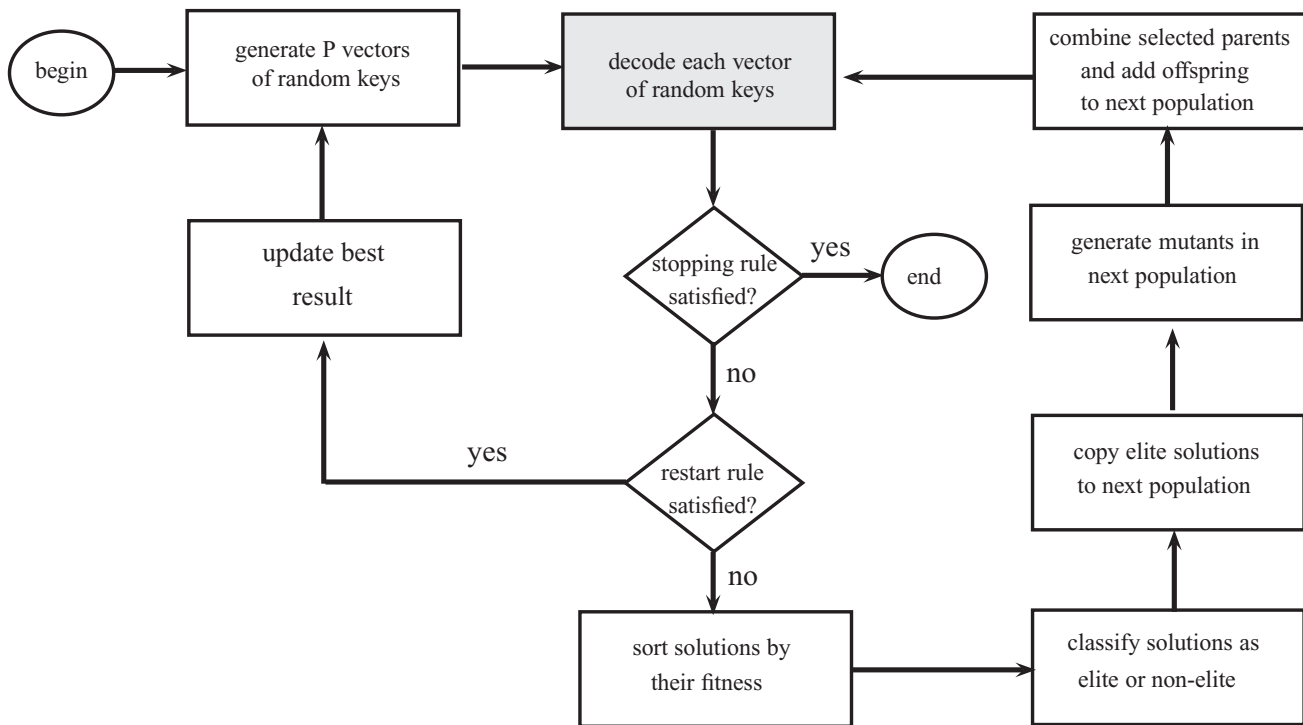 begin
generate P vectors
of random keys
decode each vector
of random keys
combine selected parents
and add offspring
to next population
update best
result
stopping rule
satisfied?
yes
end
generate mutants in
next population
no
yes
restart rule
satisfied?
copy elite solutions
to next population
no
sort solutions by
their fitness
classify solutions as
elite or non-elite